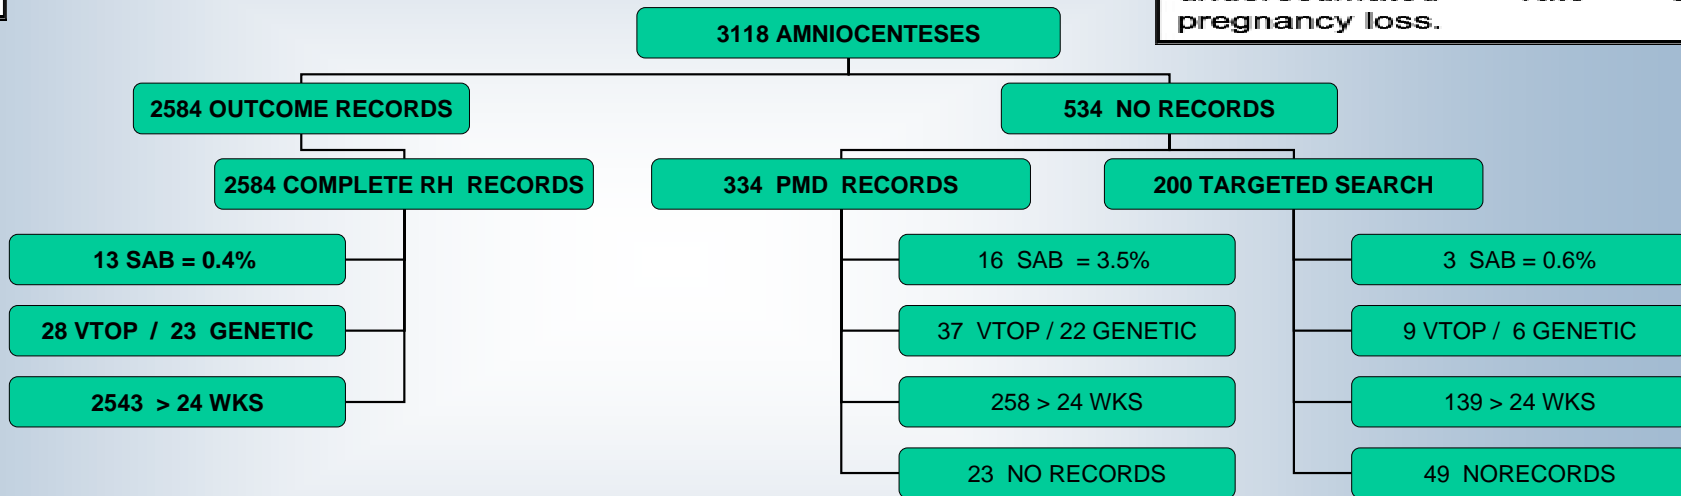 pregnancy loss.
3118 AMNIOCENTESES
2584 OUTCOME RECORDS
534 NO RECORDS
2584 COMPLETE RH RECORDS
334 PMD RECORDS
200 TARGETED SEARCH
13 SAB = 0.4%
16 SAB = 3.5%
3 SAB = 0.6%
28 VTOP / 23 GENETIC
37 VTOP / 22 GENETIC
9 VTOP / 6 GENETIC
2543 > 24 WKS
258 > 24 WKS
139 > 24 WKS
23 NO RECORDS
49 NORECORDS